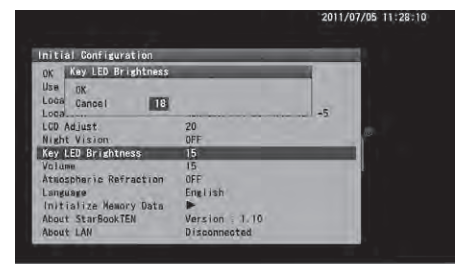 2011/07/05 11:28:10
Initial Configuration
OK Key LED Brightness
Use OK
Loca Cancel 18
Loca -5
LCD Adjust 20
Night Vision OFF
Key LED Brightness 15
Volume 15
Atmospheric Refraction OFF
Language English
Initialize Memory Data ▶
About StarBookTEN Version : 1.10
About LAN Disconnected